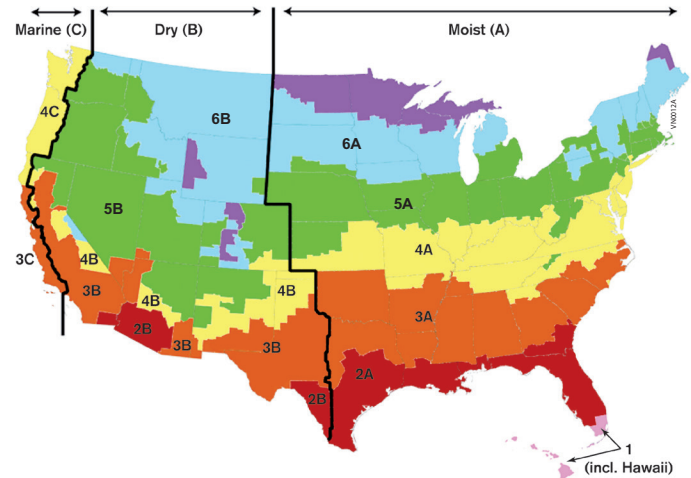 Marine (C)
Dry (B)
Moist (A)
4C
6B
6A
VN0012A
5B
5A
4A
3C
4B
3B
4B
4B
2B
3B
3B
3A
2A
2B
1
(incl. Hawaii)